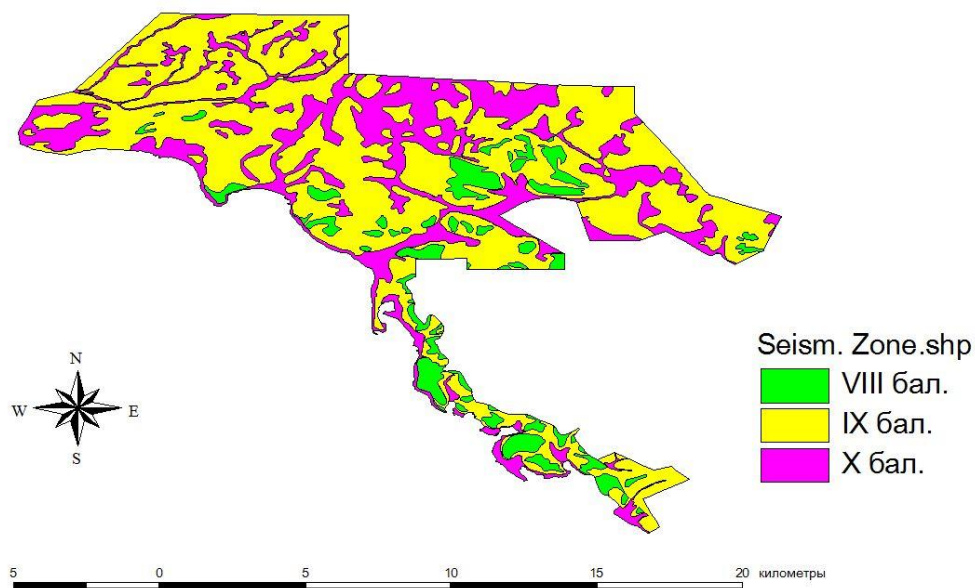 Seism. Zone.shp
VIII бал.
IX бал.
X бал.
N
W E
S
5 0 5 10 15 20 километры